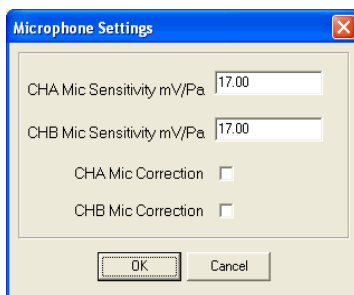 Microphone Settings
CHA Mic Sensitivity mV/Pa 17.00
CHB Mic Sensitivity mV/Pa 17.00
CHA Mic Correction
CHB Mic Correction
OK Cancel